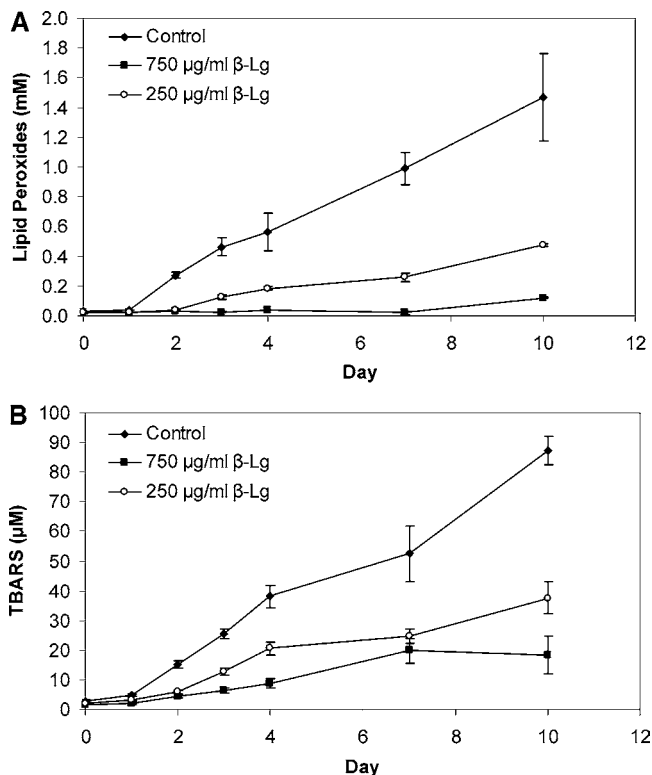 A
2.0
1.8
1.6
1.4
1.2
1.0
0.8
0.6
0.4
0.2
0.0
Lipid Peroxides (mM)
Control
750 µg/ml β-Lg
250 µg/ml β-Lg
0 2 4 6 8 10 12
Day
B
100
90
80
70
60
50
40
30
20
10
0
TBARS (µM)
Control
750 µg/ml β-Lg
250 µg/ml β-Lg
0 2 4 6 8 10 12
Day